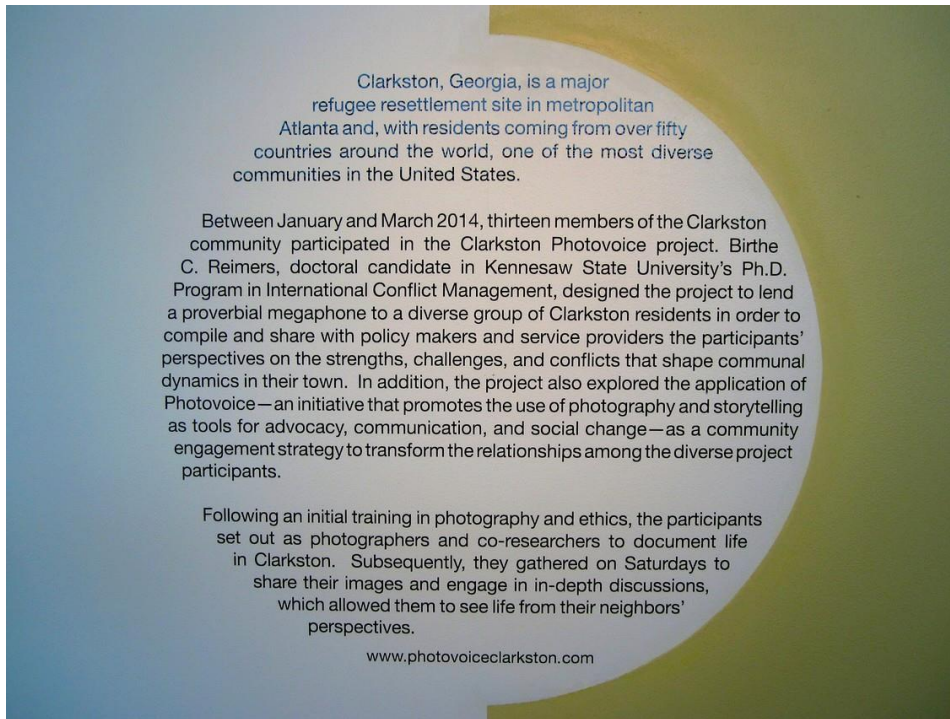 Clarkston, Georgia, is a major
refugee resettlement site in metropolitan
Atlanta and, with residents coming from over fifty
countries around the world, one of the most diverse
communities in the United States.
Between January and March 2014, thirteen members of the Clarkston
community participated in the Clarkston Photovoice project. Birthe
C. Reimers, doctoral candidate in Kennesaw State University's Ph.D.
Program in International Conflict Management, designed the project to lend
a proverbial megaphone to a diverse group of Clarkston residents in order to
compile and share with policy makers and service providers the participants'
perspectives on the strengths, challenges, and conflicts that shape communal
dynamics in their town. In addition, the project also explored the application of
Photovoice—an initiative that promotes the use of photography and storytelling
as tools for advocacy, communication, and social change—as a community
engagement strategy to transform the relationships among the diverse project
participants.
Following an initial training in photography and ethics, the participants
set out as photographers and co-researchers to document life
in Clarkston. Subsequently, they gathered on Saturdays to
share their images and engage in in-depth discussions,
which allowed them to see life from their neighbors'
perspectives.
www.photovoiceclarkston.com